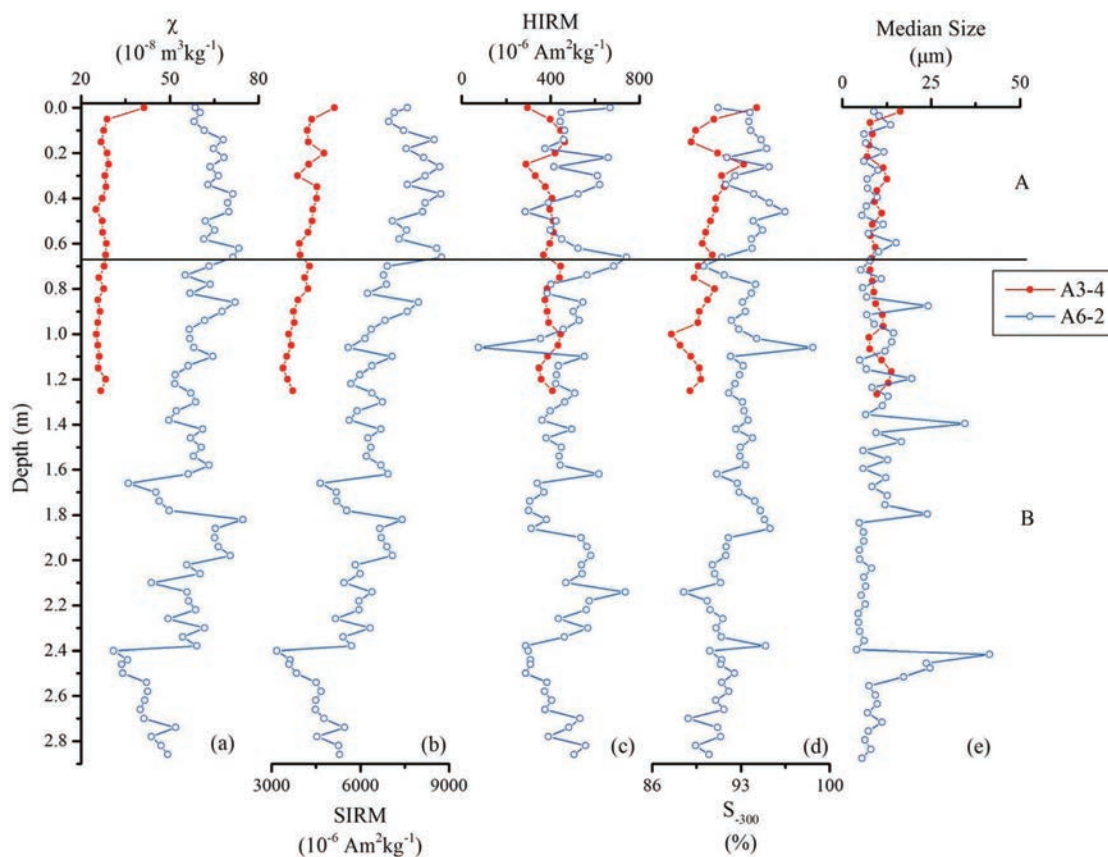 χ
(10⁻⁸ m³kg⁻¹)
20 50 80
HIRM
(10⁻⁶ Am²kg⁻¹)
0 400 800
Median Size
(μm)
0 25 50
0.0
0.2
0.4
0.6
0.8
1.0
1.2
1.4
1.6
1.8
2.0
2.2
2.4
2.6
2.8
Depth (m)
A
A3-4
A6-2
B
(a) (b) (c) (d) (e)
3000 6000 9000
SIRM
(10⁻⁶ Am²kg⁻¹)
86 93 100
S₋₃₀₀
(%)